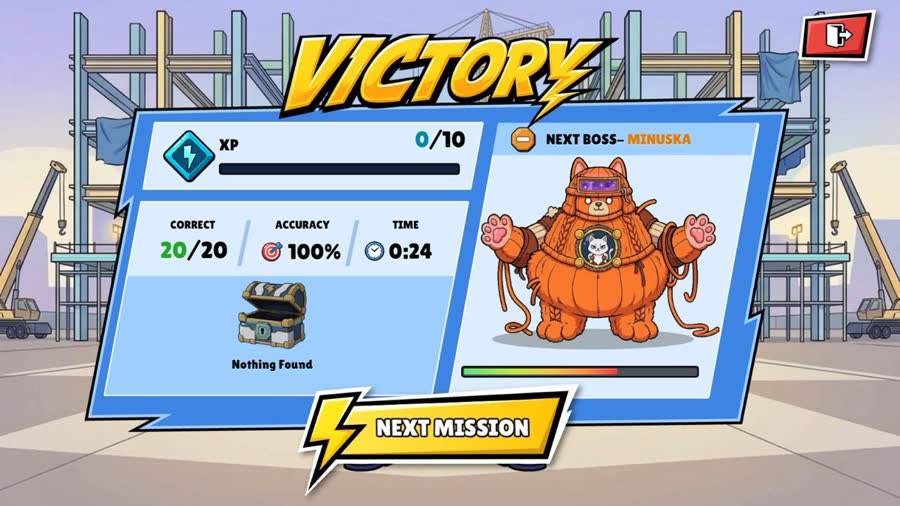 VICTORY
XP 0/10
NEXT BOSS– MINUSKA
CORRECT ACCURACY TIME
20/20 100% 0:24
Nothing Found
NEXT MISSION